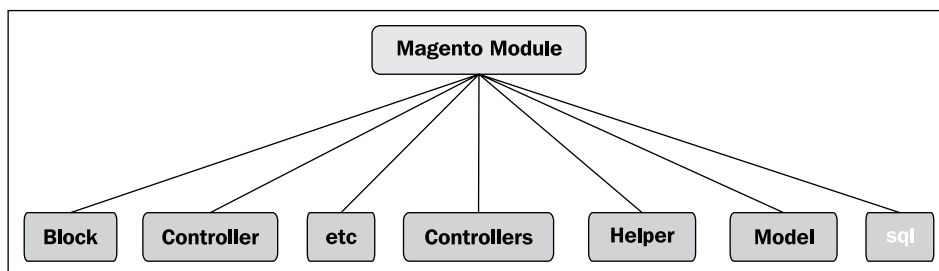 Magento Module
Block
Controller
etc
Controllers
Helper
Model
sql